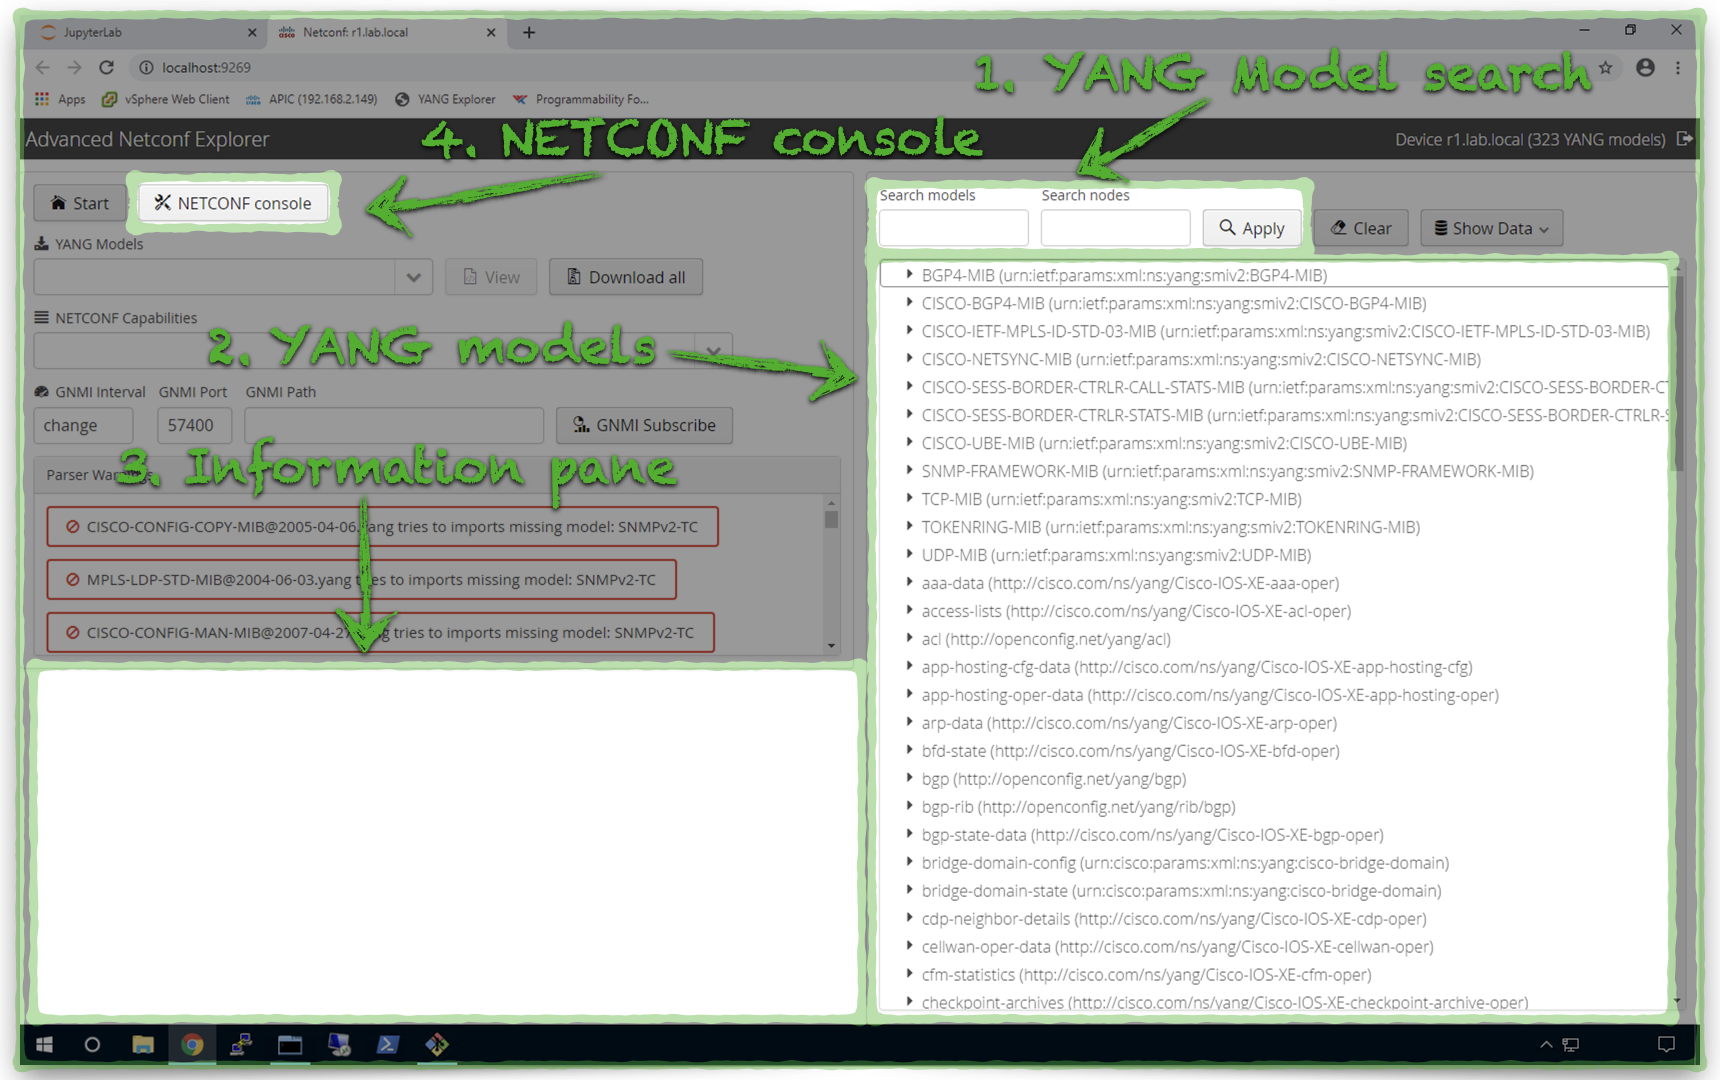 JupyterLab
Netconf: r1.lab.local
localhost:9269
Apps
vSphere Web Client
APIC (192.168.2.149)
YANG Explorer
Programmability Fo...
1. YANG Model search
4. NETCONF console
Advanced Netconf Explorer
Device r1.lab.local (323 YANG models)
Start
NETCONF console
YANG Models
View
Download all
NETCONF Capabilities
2. YANG models
GNMI Interval
GNMI Port
GNMI Path
change
57400
GNMI Subscribe
3. Information pane
Parser
CISCO-CONFIG-COPY-MIB@2005-04-06.yang tries to imports missing model: SNMPv2-TC
MPLS-LDP-STD-MIB@2004-06-03.yang tries to imports missing model: SNMPv2-TC
CISCO-CONFIG-MAN-MIB@2007-04-27.yang tries to imports missing model: SNMPv2-TC
Search models
Search nodes
Apply
Clear
Show Data
BGP4-MIB (urn:ietf:params:xml:ns:yang:smiv2:BGP4-MIB)
CISCO-BGP4-MIB (urn:ietf:params:xml:ns:yang:smiv2:CISCO-BGP4-MIB)
CISCO-IETF-MPLS-ID-STD-03-MIB (urn:ietf:params:xml:ns:yang:smiv2:CISCO-IETF-MPLS-ID-STD-03-MIB)
CISCO-NETSYNC-MIB (urn:ietf:params:xml:ns:yang:smiv2:CISCO-NETSYNC-MIB)
CISCO-SESS-BORDER-CTRLR-CALL-STATS-MIB (urn:ietf:params:xml:ns:yang:smiv2:CISCO-SESS-BORDER-CT
CISCO-SESS-BORDER-CTRLR-STATS-MIB (urn:ietf:params:xml:ns:yang:smiv2:CISCO-SESS-BORDER-CTRLR-S
CISCO-UBE-MIB (urn:ietf:params:xml:ns:yang:smiv2:CISCO-UBE-MIB)
SNMP-FRAMEWORK-MIB (urn:ietf:params:xml:ns:yang:smiv2:SNMP-FRAMEWORK-MIB)
TCP-MIB (urn:ietf:params:xml:ns:yang:smiv2:TCP-MIB)
TOKENRING-MIB (urn:ietf:params:xml:ns:yang:smiv2:TOKENRING-MIB)
UDP-MIB (urn:ietf:params:xml:ns:yang:smiv2:UDP-MIB)
aaa-data (http://cisco.com/ns/yang/Cisco-IOS-XE-aaa-oper)
access-lists (http://cisco.com/ns/yang/Cisco-IOS-XE-acl-oper)
acl (http://openconfig.net/yang/acl)
app-hosting-cfg-data (http://cisco.com/ns/yang/Cisco-IOS-XE-app-hosting-cfg)
app-hosting-oper-data (http://cisco.com/ns/yang/Cisco-IOS-XE-app-hosting-oper)
arp-data (http://cisco.com/ns/yang/Cisco-IOS-XE-arp-oper)
bfd-state (http://cisco.com/ns/yang/Cisco-IOS-XE-bfd-oper)
bgp (http://openconfig.net/yang/bgp)
bgp-rib (http://openconfig.net/yang/rib/bgp)
bgp-state-data (http://cisco.com/ns/yang/Cisco-IOS-XE-bgp-oper)
bridge-domain-config (urn:cisco:params:xml:ns:yang:cisco-bridge-domain)
bridge-domain-state (urn:cisco:params:xml:ns:yang:cisco-bridge-domain)
cdp-neighbor-details (http://cisco.com/ns/yang/Cisco-IOS-XE-cdp-oper)
cellwan-oper-data (http://cisco.com/ns/yang/Cisco-IOS-XE-cellwan-oper)
cfm-statistics (http://cisco.com/ns/yang/Cisco-IOS-XE-cfm-oper)
checkpoint-archives (http://cisco.com/ns/yang/Cisco-IOS-XE-checkpoint-archive-oper)